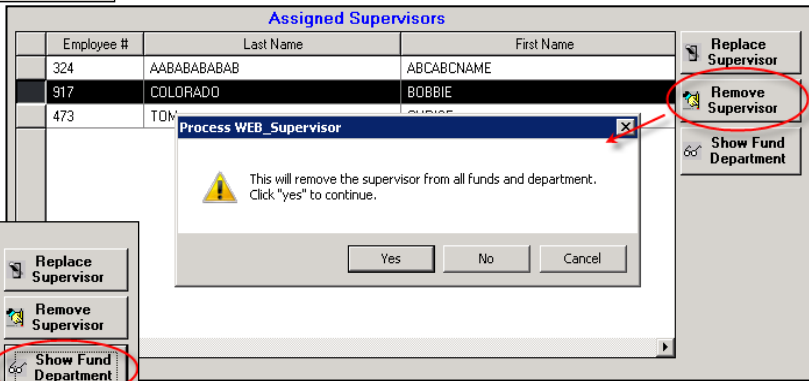 Assigned Supervisors
Employee # Last Name First Name
324 AABABABABAB ABCABCNAME
917 COLORADO BOBBIE
473
Replace
Supervisor
Remove
Supervisor
Show Fund
Department
Process WEB_Supervisor
This will remove the supervisor from all funds and department.
Click "yes" to continue.
Yes No Cancel
Replace
Supervisor
Remove
Supervisor
Show Fund
Department